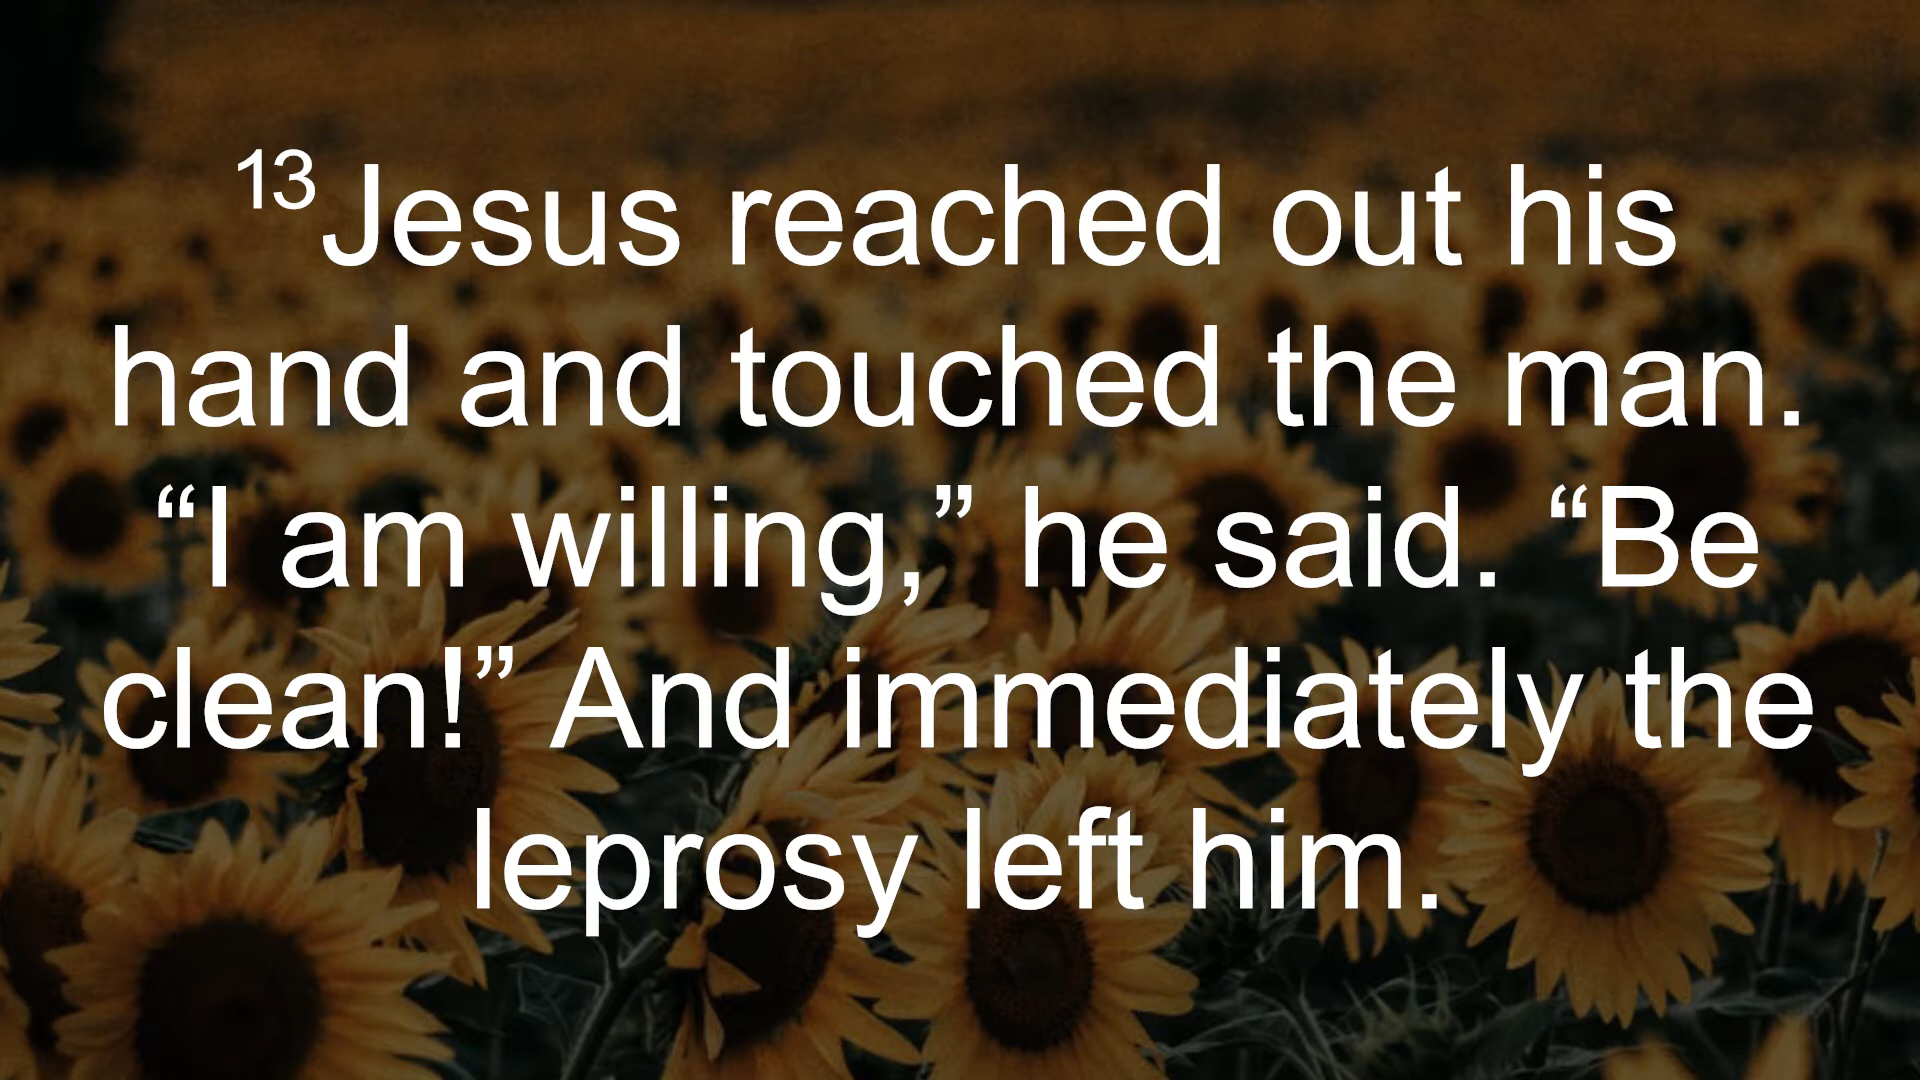 13Jesus reached out his
hand and touched the man.
“I am willing,” he said. “Be
clean!” And immediately the
leprosy left him.